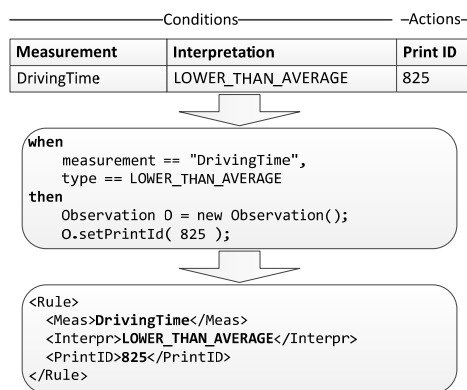 Conditions Actions
Measurement Interpretation Print ID
DrivingTime LOWER_THAN_AVERAGE 825
when
measurement == "DrivingTime",
type == LOWER_THAN_AVERAGE
then
Observation O = new Observation();
O.setPrintId( 825 );
<Rule>
<Meas>DrivingTime</Meas>
<Interpr>LOWER_THAN_AVERAGE</Interpr>
<PrintID>825</PrintID>
</Rule>